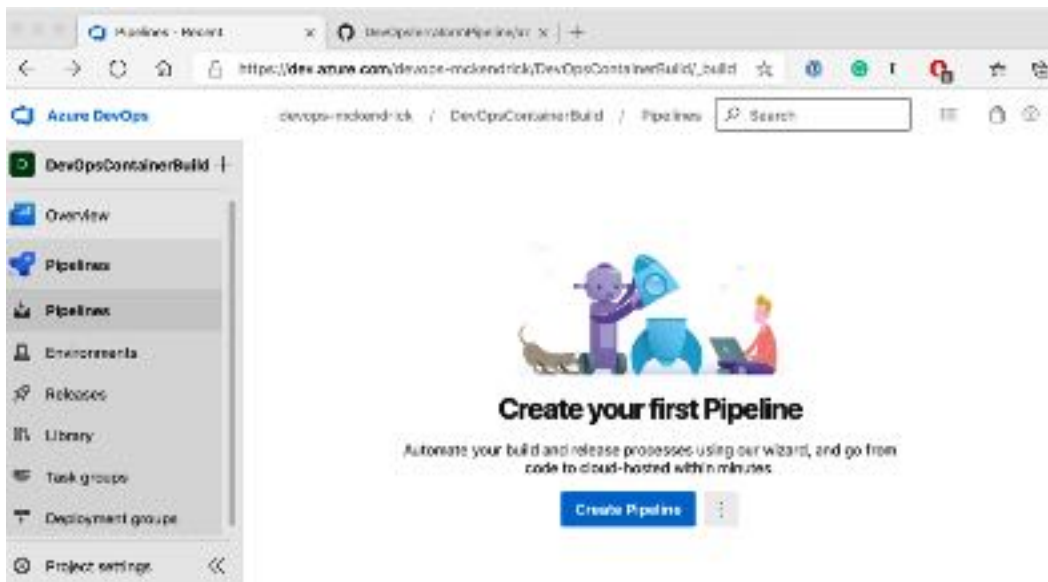 Pipelines - Recent
https://dev.azure.com/devops-mckendrick/DevOpsContainerBuild/_build
Azure DevOps
devops-mckendrick / DevOpsContainerBuild / Pipelines
Search
D
DevOpsContainerBuild +
Overview
Pipelines
Pipelines
Environments
Releases
Library
Task groups
Deployment groups
Project settings
Create your first Pipeline
Automate your build and release processes using our wizard, and go from
code to cloud-hosted within minutes.
Create Pipeline